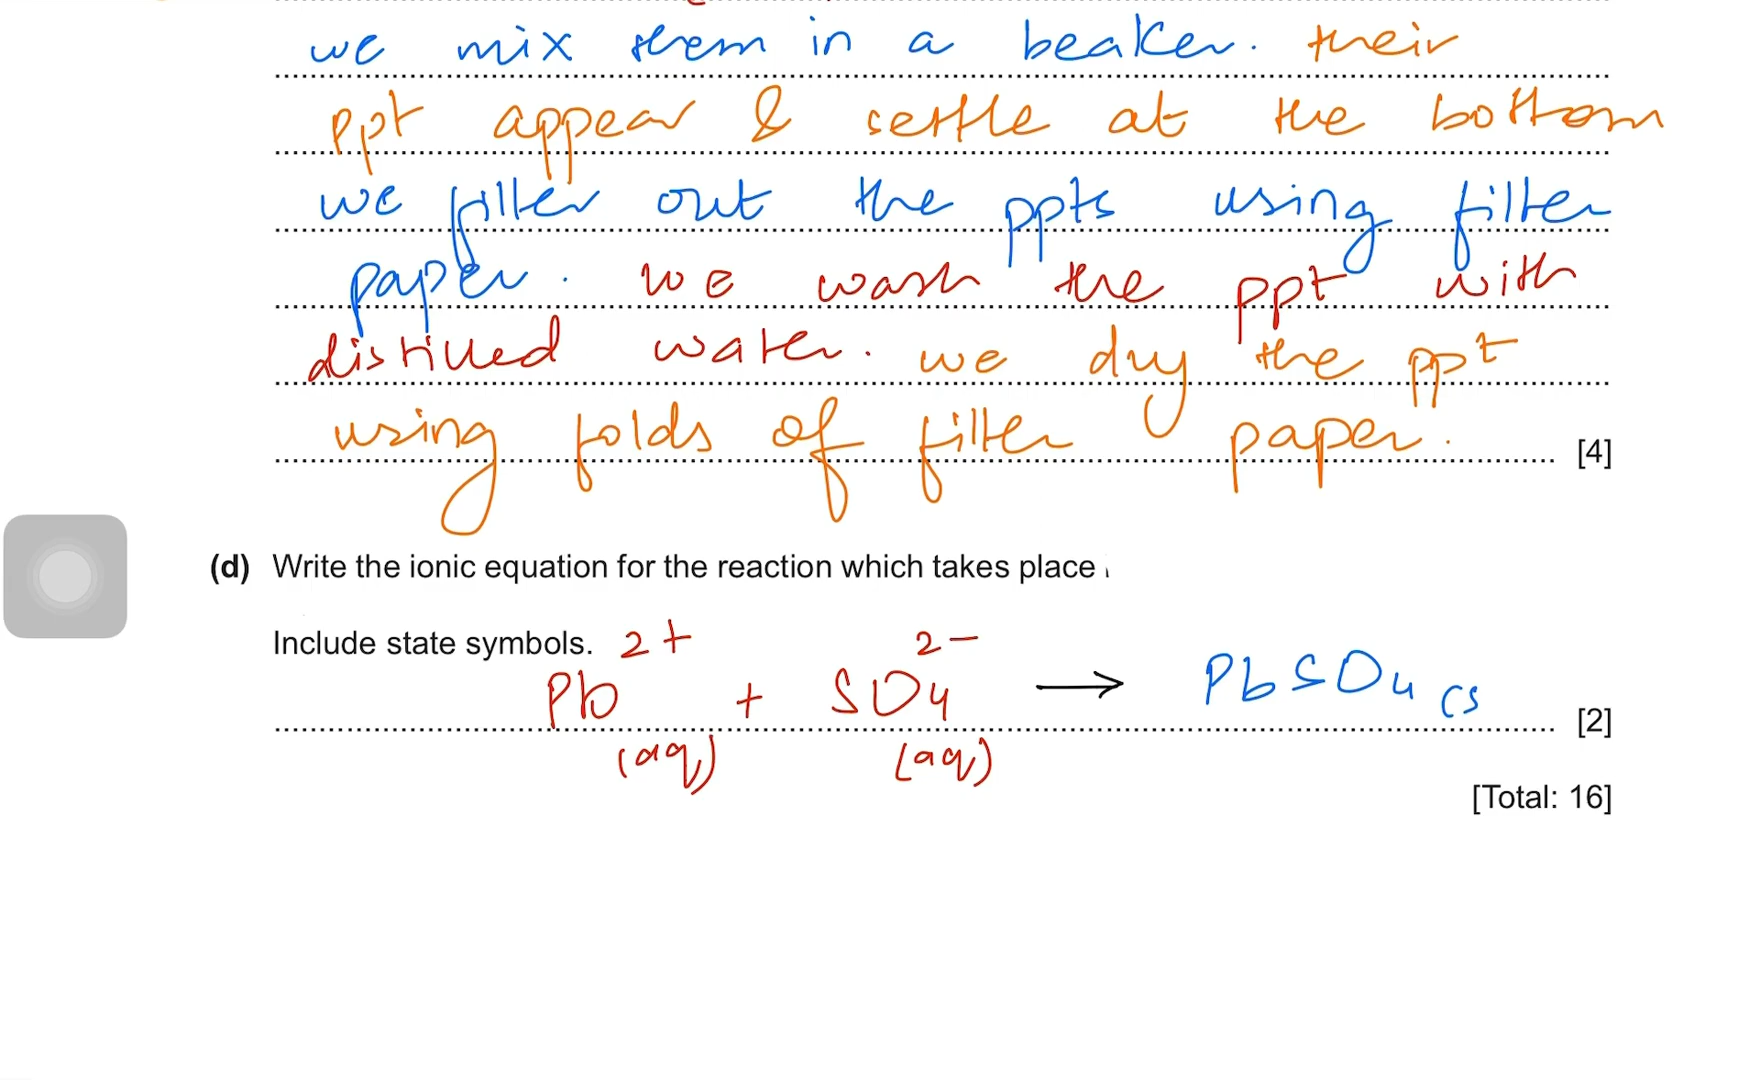 we mix them in a beaker. their
ppt appear & settle at the bottom
we filter out the ppts using filter
paper. we wash the ppt with
distilled water. we dry the ppt
using folds of filter paper. [4]
(d) Write the ionic equation for the reaction which takes place
Include state symbols.
Pb²⁺(aq) + SO₄²⁻(aq) → PbSO₄ (s [2]
[Total: 16]